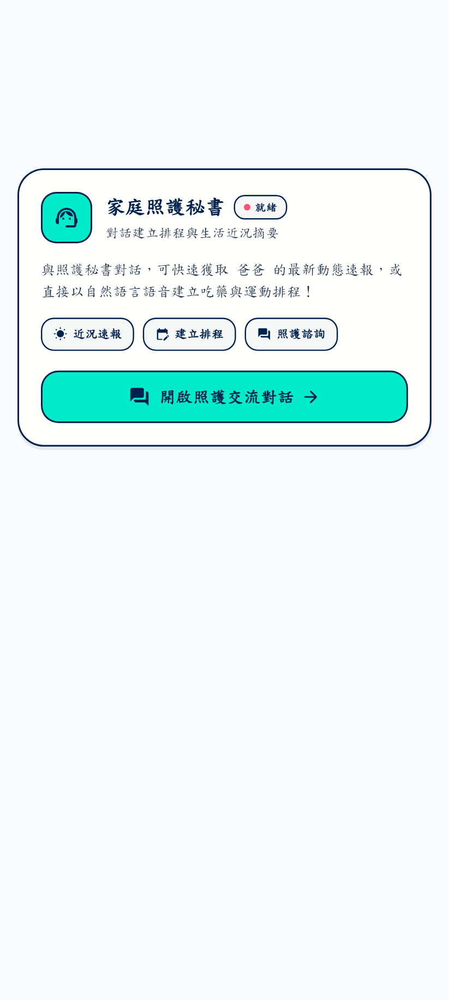 家庭照護秘書
就緒
對話建立排程與生活近況摘要
與照護秘書對話，可快速獲取 爸爸 的最新動態速報，或
直接以自然語言語音建立吃藥與運動排程！
近況速報
建立排程
照護諮詢
開啟照護交流對話